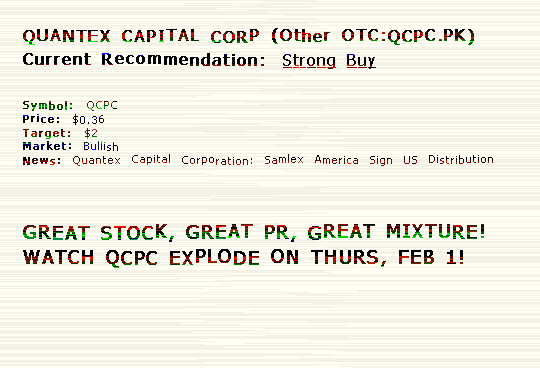 QUANTEX CAPITAL CORP (Other OTC:QCPC.PK)
Current Recommendation: Strong Buy
Symbol: QCPC
Price: $0.36
Target: $2
Market: Bullish
News: Quantex Capital Corporation: Samlex America Sign US Distribution
GREAT STOCK, GREAT PR, GREAT MIXTURE!
WATCH QCPC EXPLODE ON THURS, FEB 1!